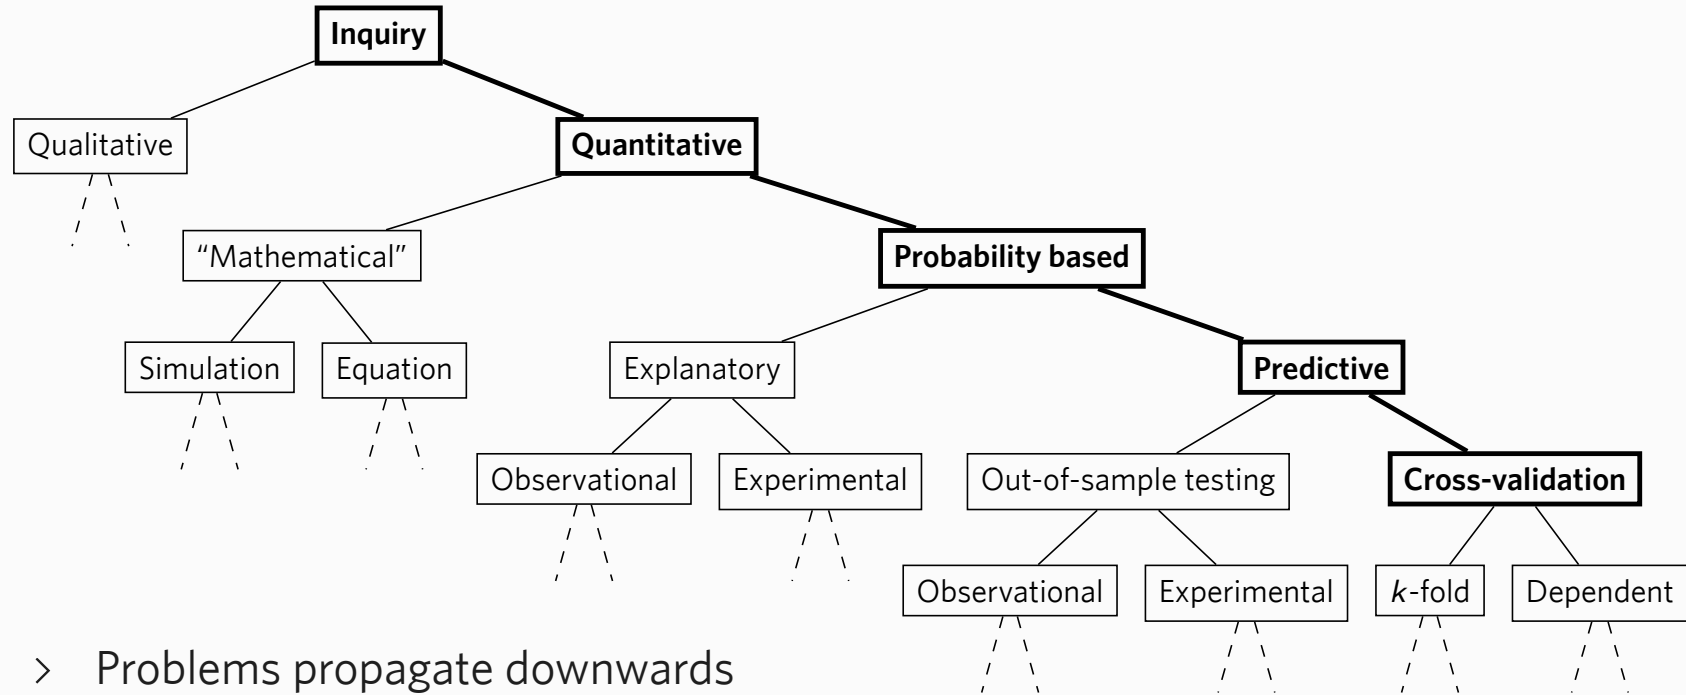 Inquiry
Qualitative
Quantitative
“Mathematical”
Probability based
Simulation
Equation
Explanatory
Predictive
Observational
Experimental
Out-of-sample testing
Cross-validation
Observational
Experimental
k-fold
Dependent
> Problems propagate downwards